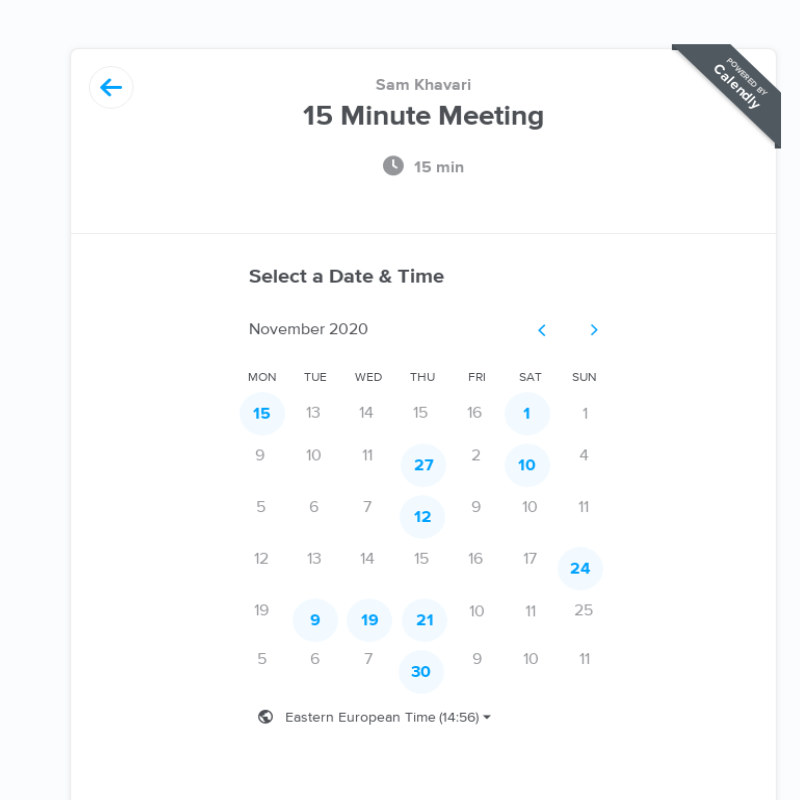 POWERED BY
Calendly
Sam Khavari
15 Minute Meeting
15 min
Select a Date & Time
November 2020
MON TUE WED THU FRI SAT SUN
15 13 14 15 16 1 1
9 10 11 27 2 10 4
5 6 7 12 9 10 11
12 13 14 15 16 17 24
19 9 19 21 10 11 25
5 6 7 30 9 10 11
Eastern European Time (14:56)